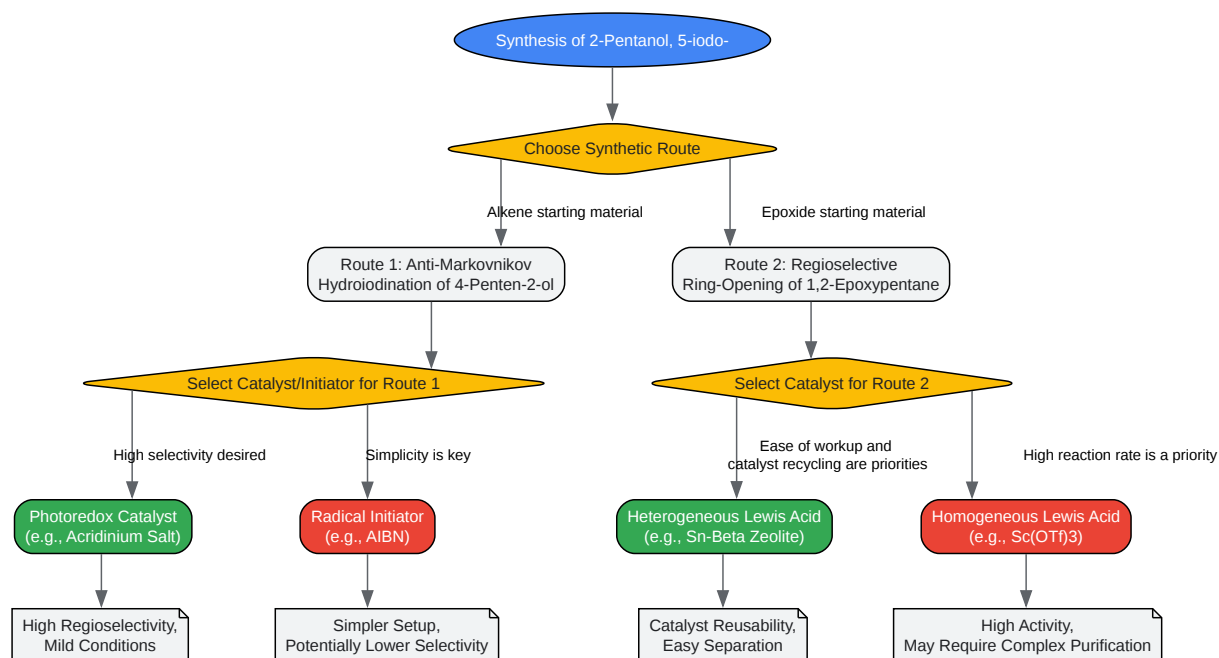 Synthesis of 2-Pentanol, 5-iodo-
Choose Synthetic Route
Alkene starting material
Epoxide starting material
Route 1: Anti-Markovnikov
Hydroiodination of 4-Penten-2-ol
Route 2: Regioselective
Ring-Opening of 1,2-Epoxypentane
Select Catalyst/Initiator for Route 1
Select Catalyst for Route 2
High selectivity desired
Simplicity is key
Ease of workup and
catalyst recycling are priorities
High reaction rate is a priority
Photoredox Catalyst
(e.g., Acridinium Salt)
Radical Initiator
(e.g., AIBN)
Heterogeneous Lewis Acid
(e.g., Sn-Beta Zeolite)
Homogeneous Lewis Acid
(e.g., Sc(OTf)3)
High Regioselectivity,
Mild Conditions
Simpler Setup,
Potentially Lower Selectivity
Catalyst Reusability,
Easy Separation
High Activity,
May Require Complex Purification